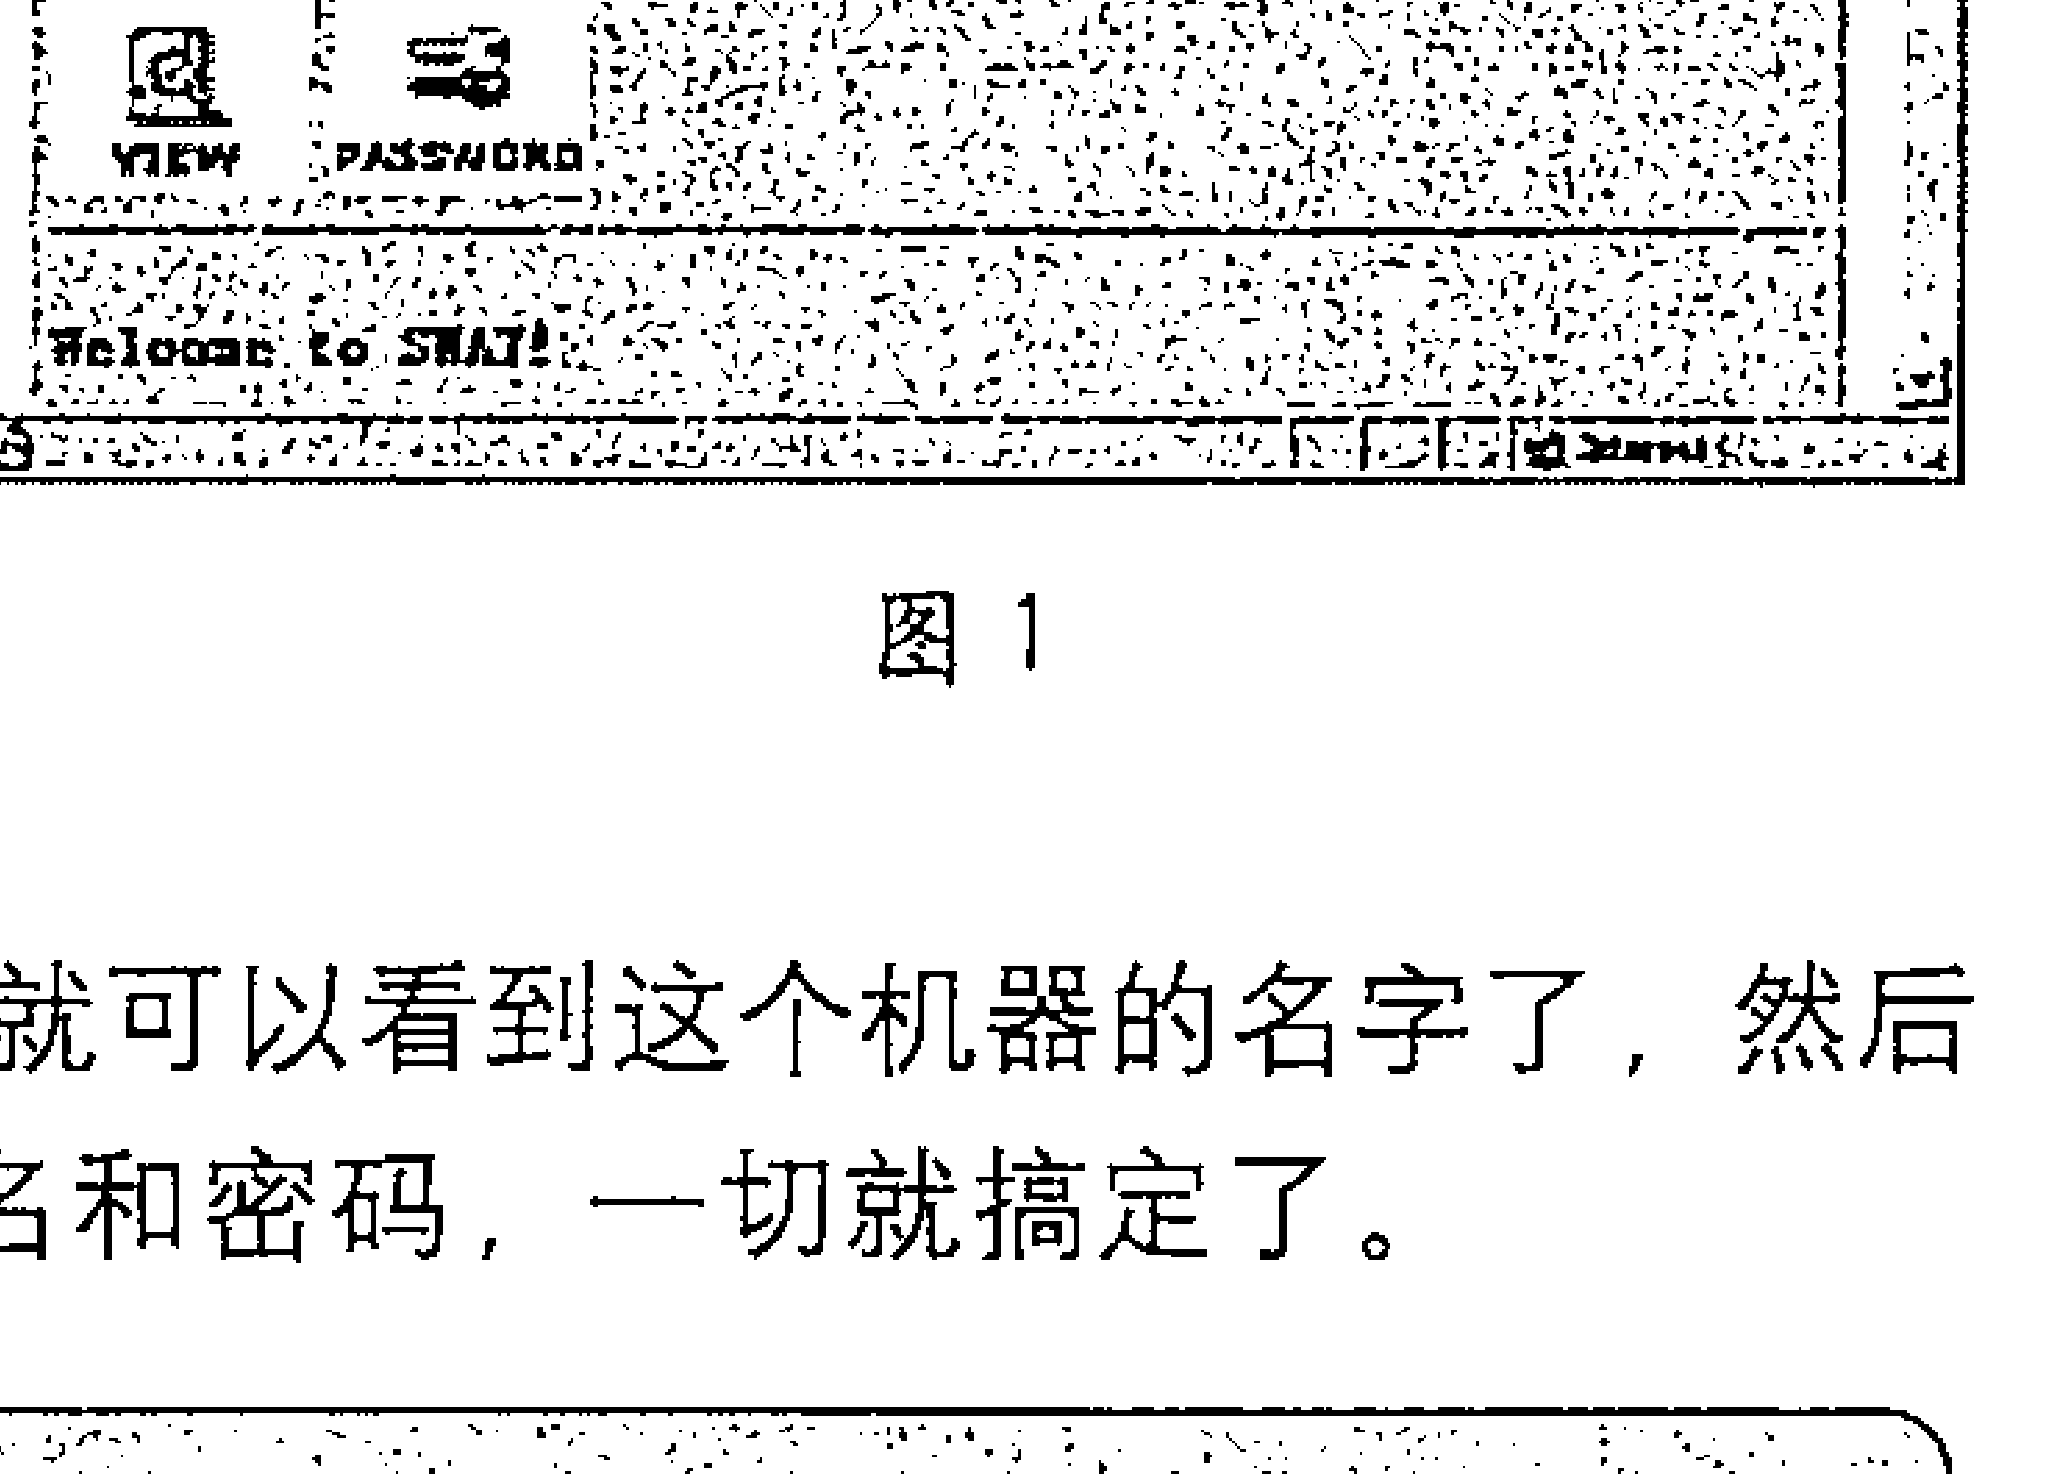 VIEW PASSWORD
Welcome to SWAT!
图 1
就可以看到这个机器的名字了，然后
名和密码，一切就搞定了。